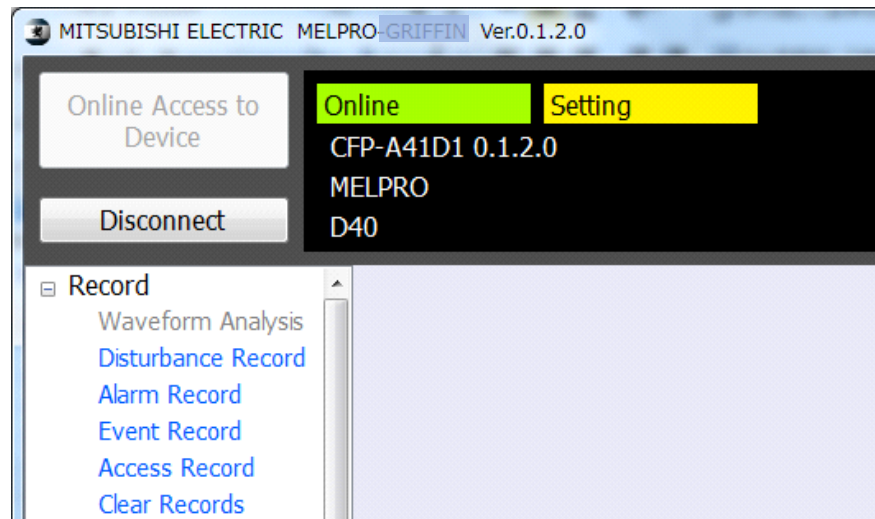 MITSUBISHI ELECTRIC MELPRO-GRIFFIN Ver.0.1.2.0
Online Access to
Device
Disconnect
Online Setting
CFP-A41D1 0.1.2.0
MELPRO
D40
Record
Waveform Analysis
Disturbance Record
Alarm Record
Event Record
Access Record
Clear Records